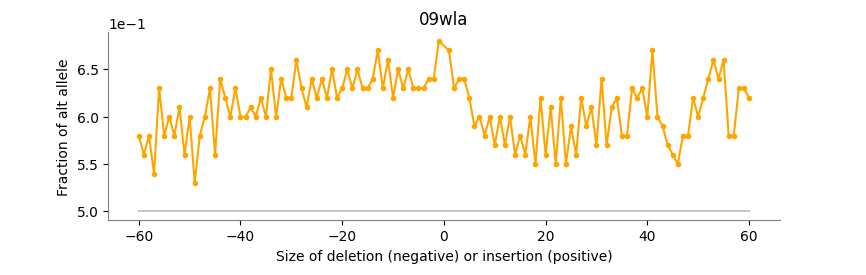 09wla
1e−1
6.5
6.0
5.5
5.0
Fraction of alt allele
−60 −40 −20 0 20 40 60
Size of deletion (negative) or insertion (positive)